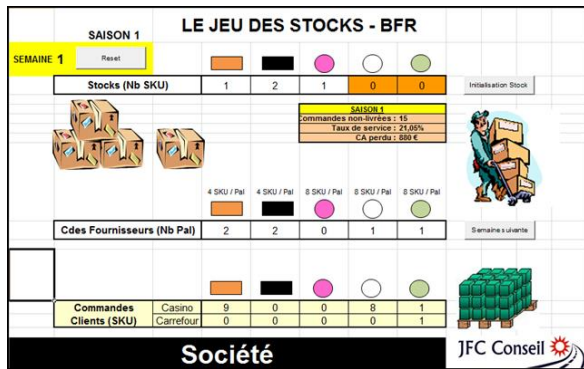 LE JEU DES STOCKS - BFR
SAISON 1
SEMAINE 1
Reset
Stocks (Nb SKU) 1 2 1 0 0
Initialisation Stock
SAISON 1
Commandes non-livrées : 15
Taux de service : 21,05%
CA perdu : 880 €
4 SKU / Pal 4 SKU / Pal 8 SKU / Pal 8 SKU / Pal 8 SKU / Pal
Cdes Fournisseurs (Nb Pal) 2 2 0 1 1
Semaine suivante
Commandes Casino 9 0 0 8 1
Clients (SKU) Carrefour 0 0 0 0 1
Société
JFC Conseil